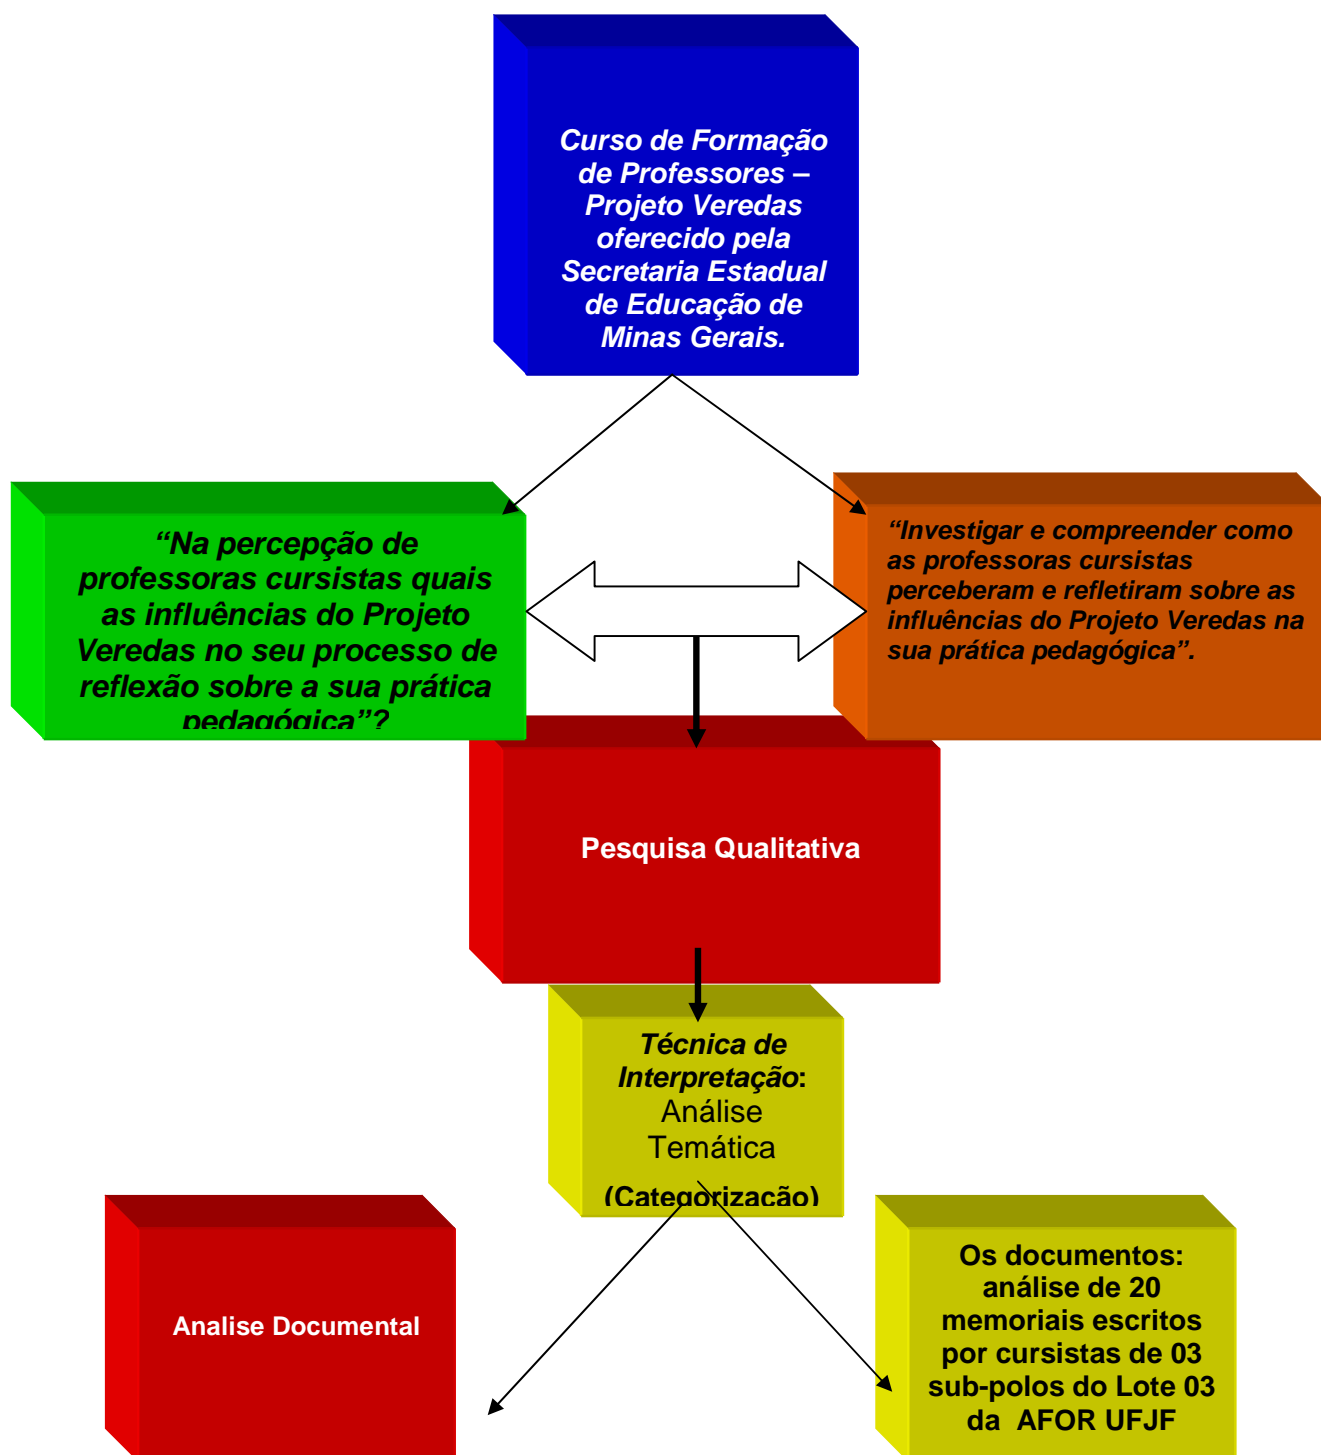 Curso de Formação
de Professores –
Projeto Veredas
oferecido pela
Secretaria Estadual
de Educação de
Minas Gerais.
“Na percepção de
professoras cursistas quais
as influências do Projeto
Veredas no seu processo de
reflexão sobre a sua prática
pedagógica”?
“Investigar e compreender como
as professoras cursistas
perceberam e refletiram sobre as
influências do Projeto Veredas na
sua prática pedagógica”.
Pesquisa Qualitativa
Técnica de
Interpretação:
Análise
Temática
(Categorização)
Analise Documental
Os documentos:
análise de 20
memoriais escritos
por cursistas de 03
sub-polos do Lote 03
da AFOR UFJF